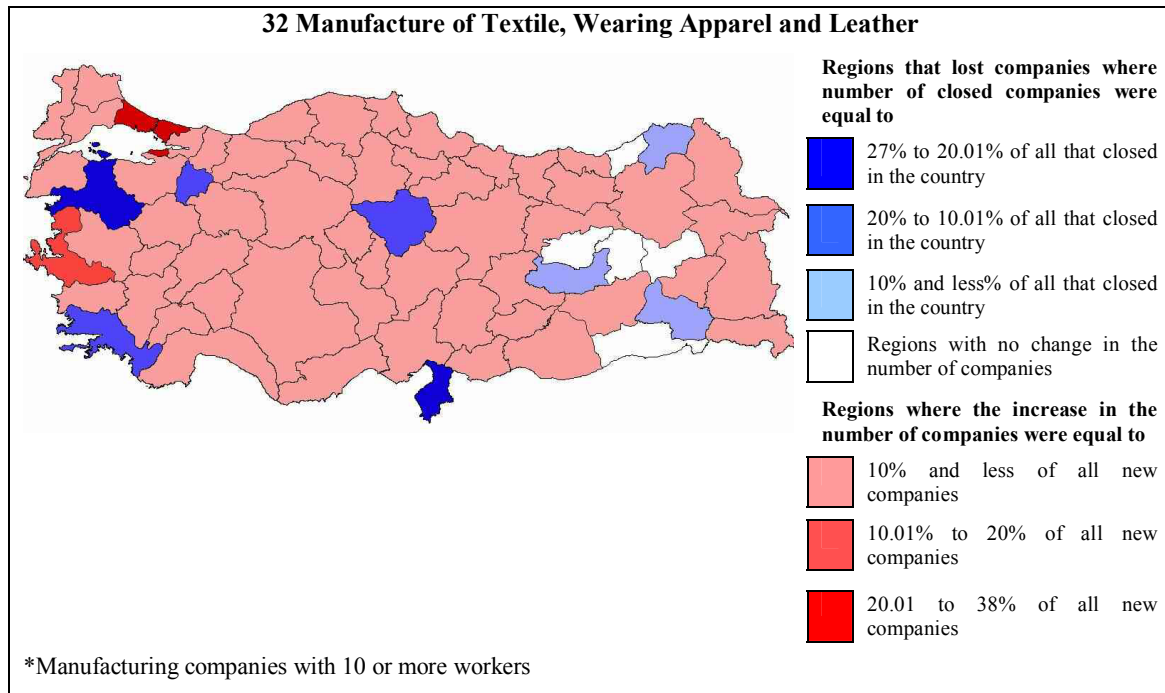 32 Manufacture of Textile, Wearing Apparel and Leather
Regions that lost companies where
number of closed companies were
equal to
27% to 20.01% of all that closed
in the country
20% to 10.01% of all that closed
in the country
10% and less% of all that closed
in the country
Regions with no change in the
number of companies
Regions where the increase in the
number of companies were equal to
10% and less of all new
companies
10.01% to 20% of all new
companies
20.01 to 38% of all new
companies
*Manufacturing companies with 10 or more workers